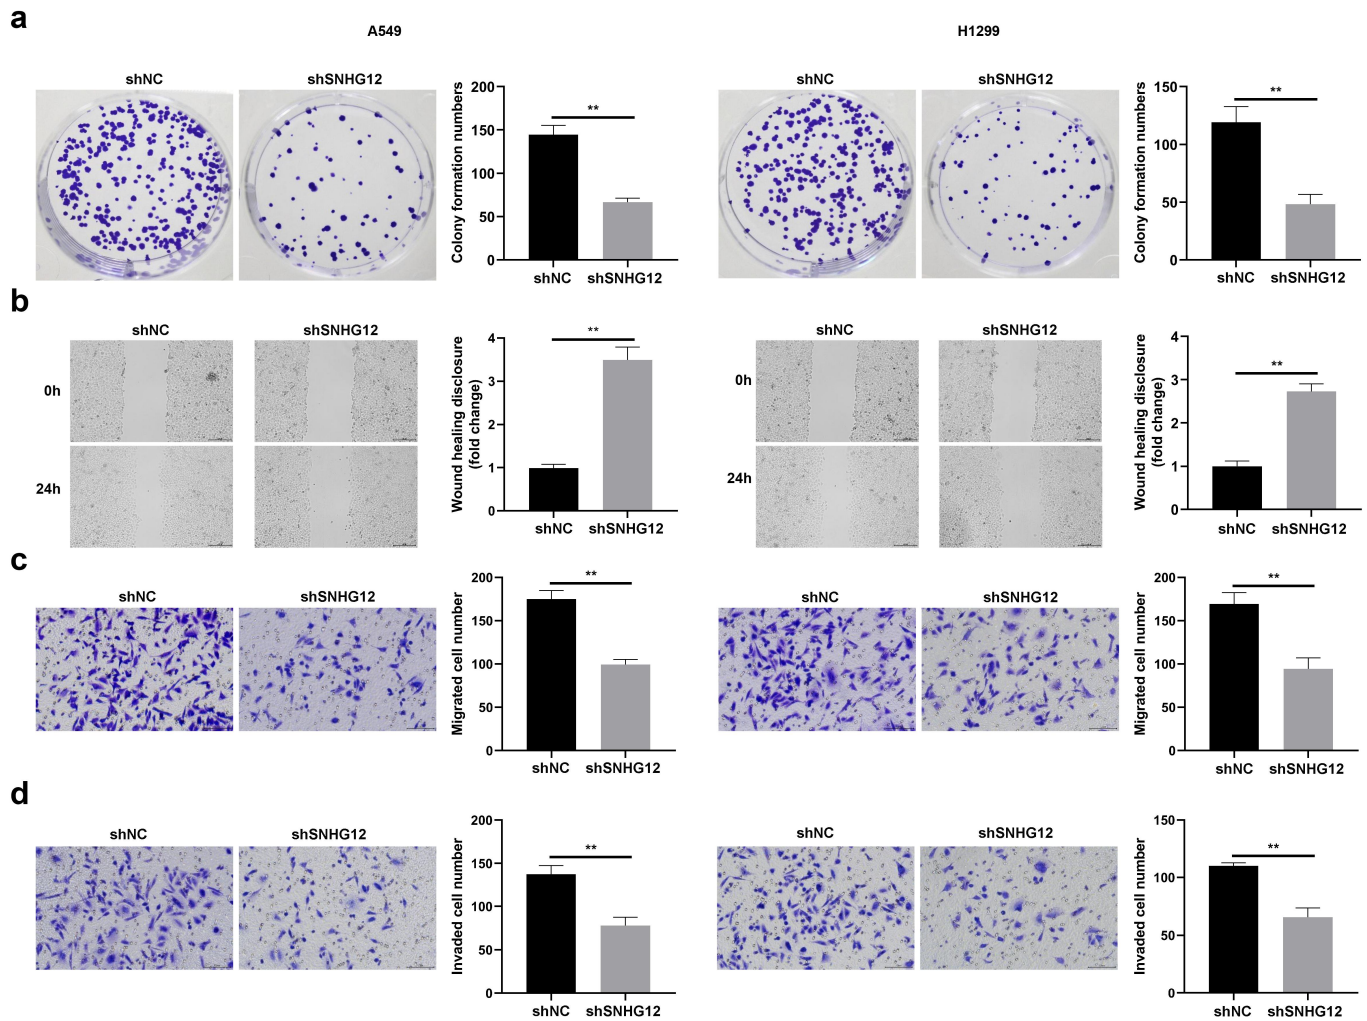 a
A549
H1299
shNC
shSNHG12
Colony formation numbers
200
150
100
50
0
**
shNC
shSNHG12
shNC
shSNHG12
Colony formation numbers
150
100
50
0
**
shNC
shSNHG12
b
shNC
shSNHG12
0h
24h
Wound healing disclosure
(fold change)
4
3
2
1
0
**
shNC
shSNHG12
shNC
shSNHG12
0h
24h
Wound healing disclosure
(fold change)
4
3
2
1
0
**
shNC
shSNHG12
c
shNC
shSNHG12
Migrated cell number
200
150
100
50
0
**
shNC
shSNHG12
shNC
shSNHG12
Migrated cell number
200
150
100
50
0
**
shNC
shSNHG12
d
shNC
shSNHG12
Invaded cell number
200
150
100
50
0
**
shNC
shSNHG12
shNC
shSNHG12
Invaded cell number
150
100
50
0
**
shNC
shSNHG12